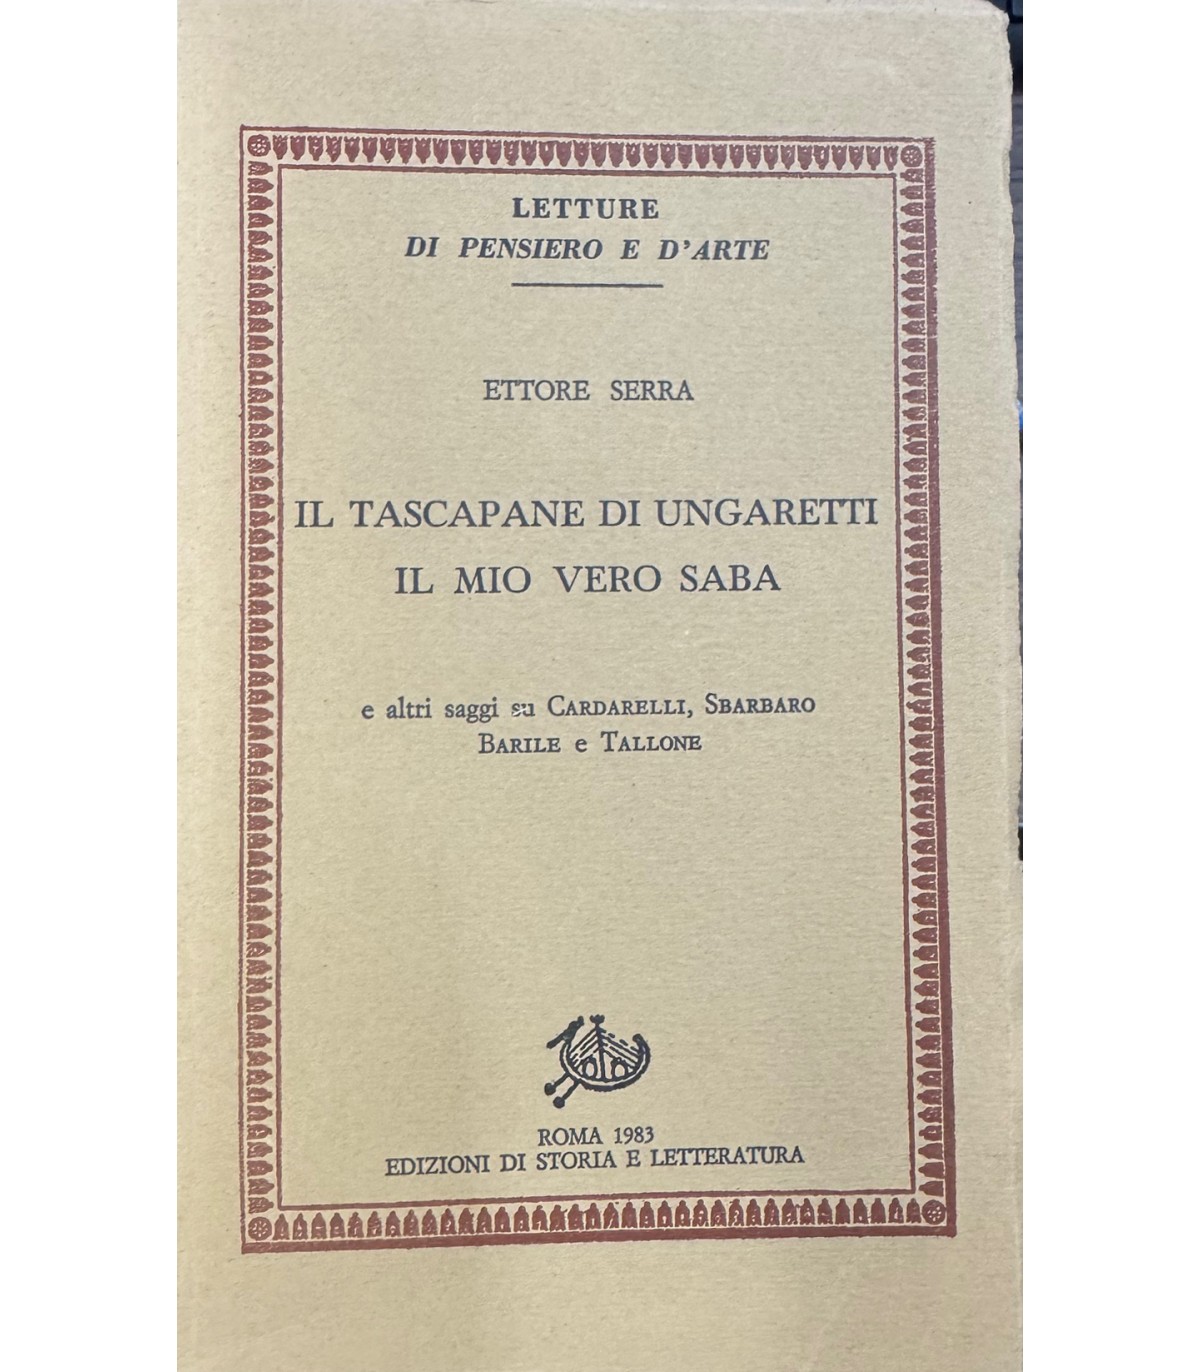 LETTURE
DI PENSIERO E D'ARTE
ETTORE SERRA
IL TASCAPANE DI UNGARETTI
IL MIO VERO SABA
e altri saggi su CARDARELLI, SBARBARO
BARILE e TALLONE
ROMA 1983
EDIZIONI DI STORIA E LETTERATURA